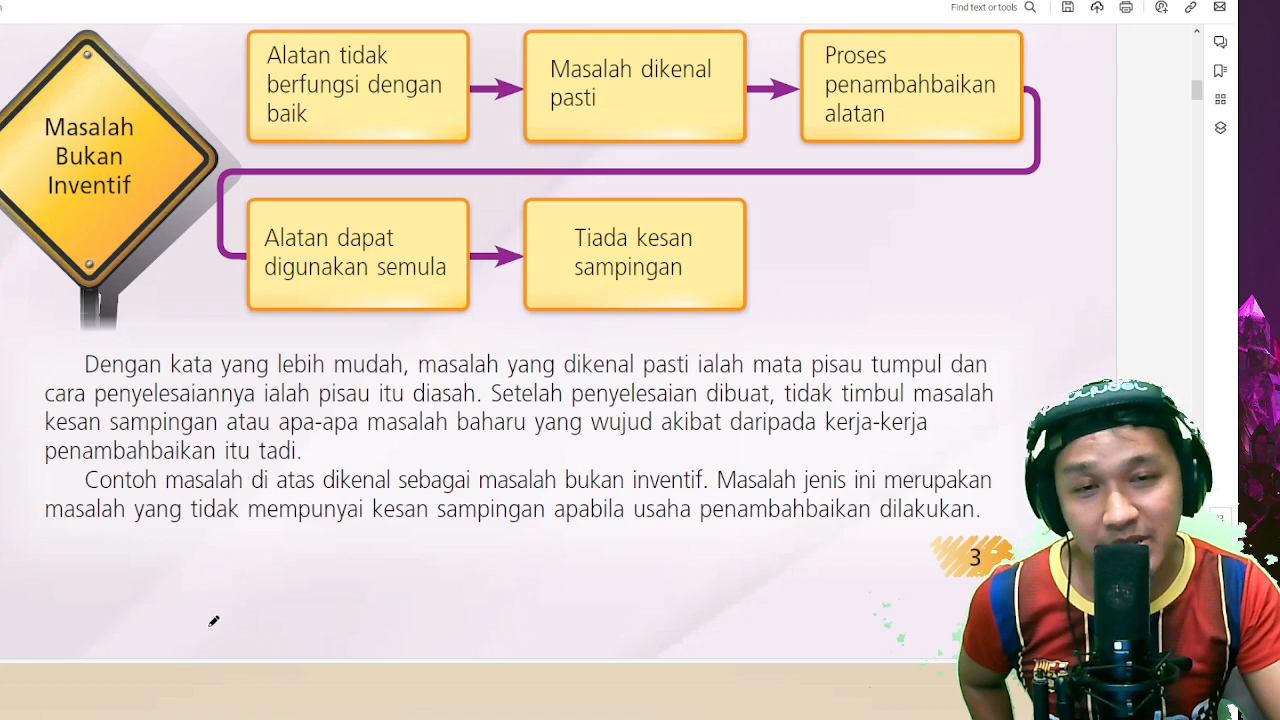 Find text or tools
Masalah
Bukan
Inventif
Alatan tidak
berfungsi dengan
baik
Masalah dikenal
pasti
Proses
penambahbaikan
alatan
Alatan dapat
digunakan semula
Tiada kesan
sampingan
Dengan kata yang lebih mudah, masalah yang dikenal pasti ialah mata pisau tumpul dan
cara penyelesaiannya ialah pisau itu diasah. Setelah penyelesaian dibuat, tidak timbul masalah
kesan sampingan atau apa-apa masalah baharu yang wujud akibat daripada kerja-kerja
penambahbaikan itu tadi.
Contoh masalah di atas dikenal sebagai masalah bukan inventif. Masalah jenis ini merupakan
masalah yang tidak mempunyai kesan sampingan apabila usaha penambahbaikan dilakukan.
3